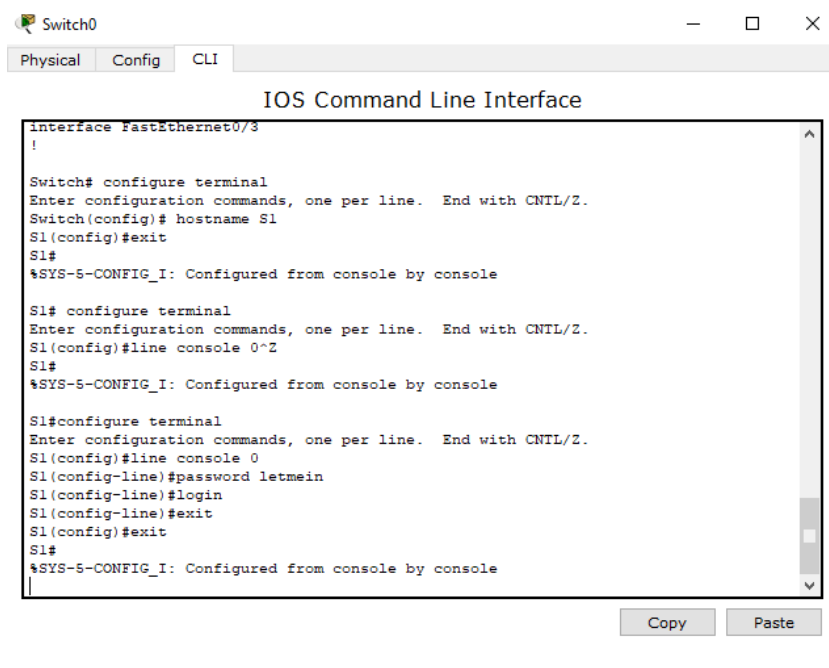 Switch0
Physical Config CLI
IOS Command Line Interface
interface FastEthernet0/3
!
Switch# configure terminal
Enter configuration commands, one per line.  End with CNTL/Z.
Switch(config)# hostname S1
S1(config)#exit
S1#
%SYS-5-CONFIG_I: Configured from console by console
S1# configure terminal
Enter configuration commands, one per line.  End with CNTL/Z.
S1(config)#line console 0^Z
S1#
%SYS-5-CONFIG_I: Configured from console by console
S1#configure terminal
Enter configuration commands, one per line.  End with CNTL/Z.
S1(config)#line console 0
S1(config-line)#password letmein
S1(config-line)#login
S1(config-line)#exit
S1(config)#exit
S1#
%SYS-5-CONFIG_I: Configured from console by console
Copy Paste